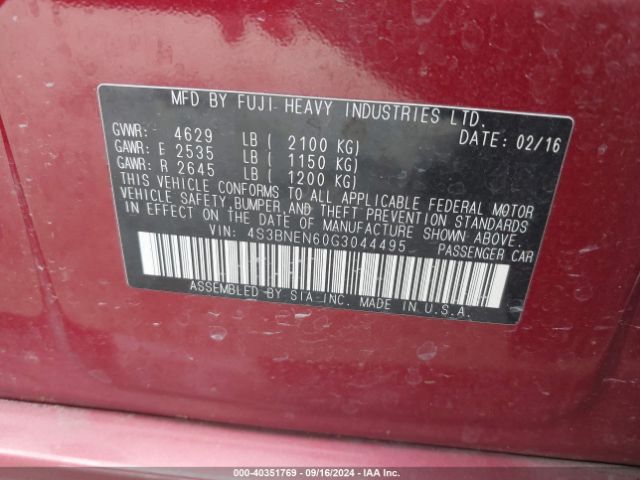 MFD BY FUJI HEAVY INDUSTRIES LTD.
GVWR: 4629 LB ( 2100 KG) DATE: 02/16
GAWR: F 2535 LB ( 1150 KG)
GAWR: R 2645 LB ( 1200 KG)
THIS VEHICLE CONFORMS TO ALL APPLICABLE FEDERAL MOTOR
VEHICLE SAFETY, BUMPER, AND THEFT PREVENTION STANDARDS
IN EFFECT ON THE DATE OF MANUFACTURE SHOWN ABOVE.
VIN: 4S3BNEN60G3044495 PASSENGER CAR
ASSEMBLED BY SIA INC. MADE IN U.S.A.
000-40351769 - 09/16/2024 - IAA Inc.